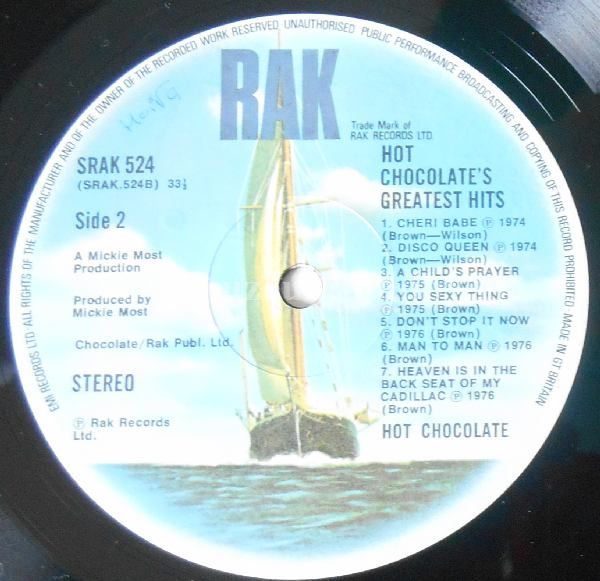 EMI RECORDS LTD ALL RIGHTS OF THE MANUFACTURER AND OF THE OWNER OF THE RECORDED WORK RESERVED UNAUTHORISED PUBLIC PERFORMANCE BROADCASTING AND COPYING OF THIS RECORD PROHIBITED MADE IN GT BRITAIN
RAK
Trade Mark of
RAK RECORDS LTD.
SRAK 524
(SRAK.524B) 33⅓
Side 2
A Mickie Most
Production
Produced by
Mickie Most
Chocolate/Rak Publ. Ltd.
STEREO
℗ Rak Records
Ltd.
HOT
CHOCOLATE'S
GREATEST HITS
1. CHERI BABE ℗ 1974
(Brown—Wilson)
2. DISCO QUEEN ℗ 1974
(Brown—Wilson)
3. A CHILD'S PRAYER
℗ 1975 (Brown)
4. YOU SEXY THING
℗ 1975 (Brown)
5. DON'T STOP IT NOW
℗ 1976 (Brown)
6. MAN TO MAN ℗ 1976
(Brown)
7. HEAVEN IS IN THE
BACK SEAT OF MY
CADILLAC ℗ 1976
(Brown)
HOT CHOCOLATE